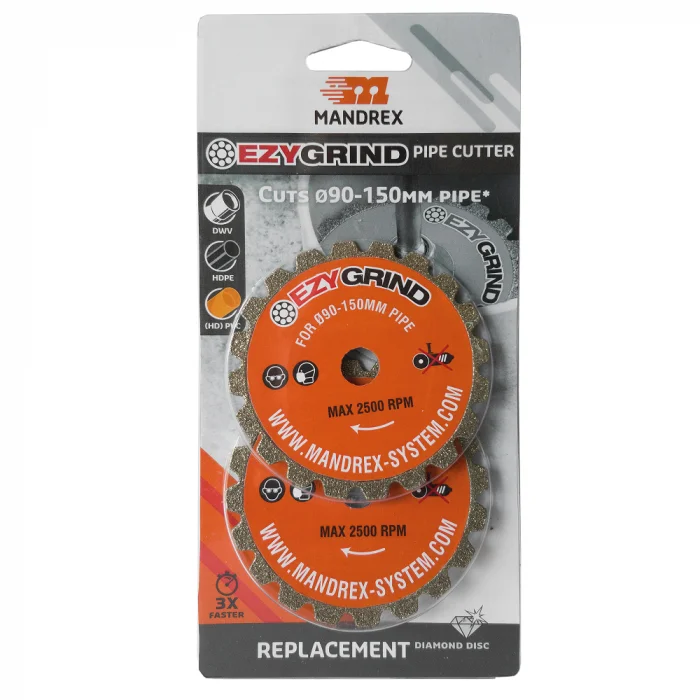 MANDREX
EZYGRIND PIPE CUTTER
CUTS Ø90-150MM PIPE*
EZYGRIND
DWV
HDPE
(HD) PVC
EZYGRIND
FOR Ø90-150MM PIPE
MAX 2500 RPM
WWW.MANDREX-SYSTEM.COM
MAX 2500 RPM
WWW.MANDREX-SYSTEM.COM
3X
FASTER
REPLACEMENT DIAMOND DISC